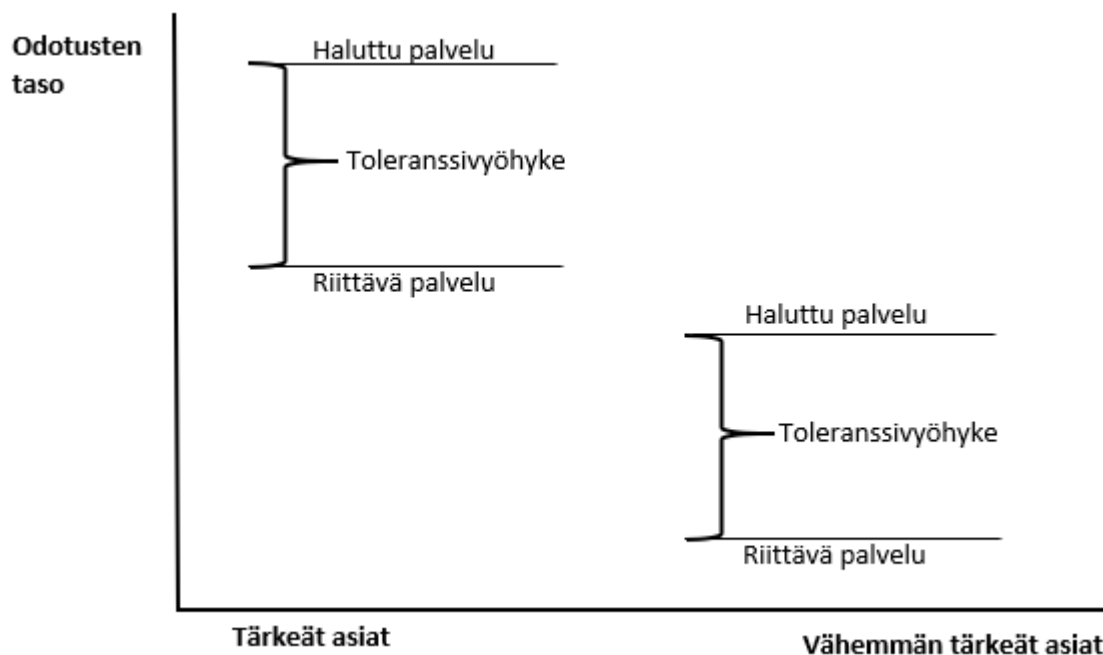 Odotusten
taso
Haluttu palvelu
Toleranssivyöhyke
Riittävä palvelu
Haluttu palvelu
Toleranssivyöhyke
Riittävä palvelu
Tärkeät asiat
Vähemmän tärkeät asiat